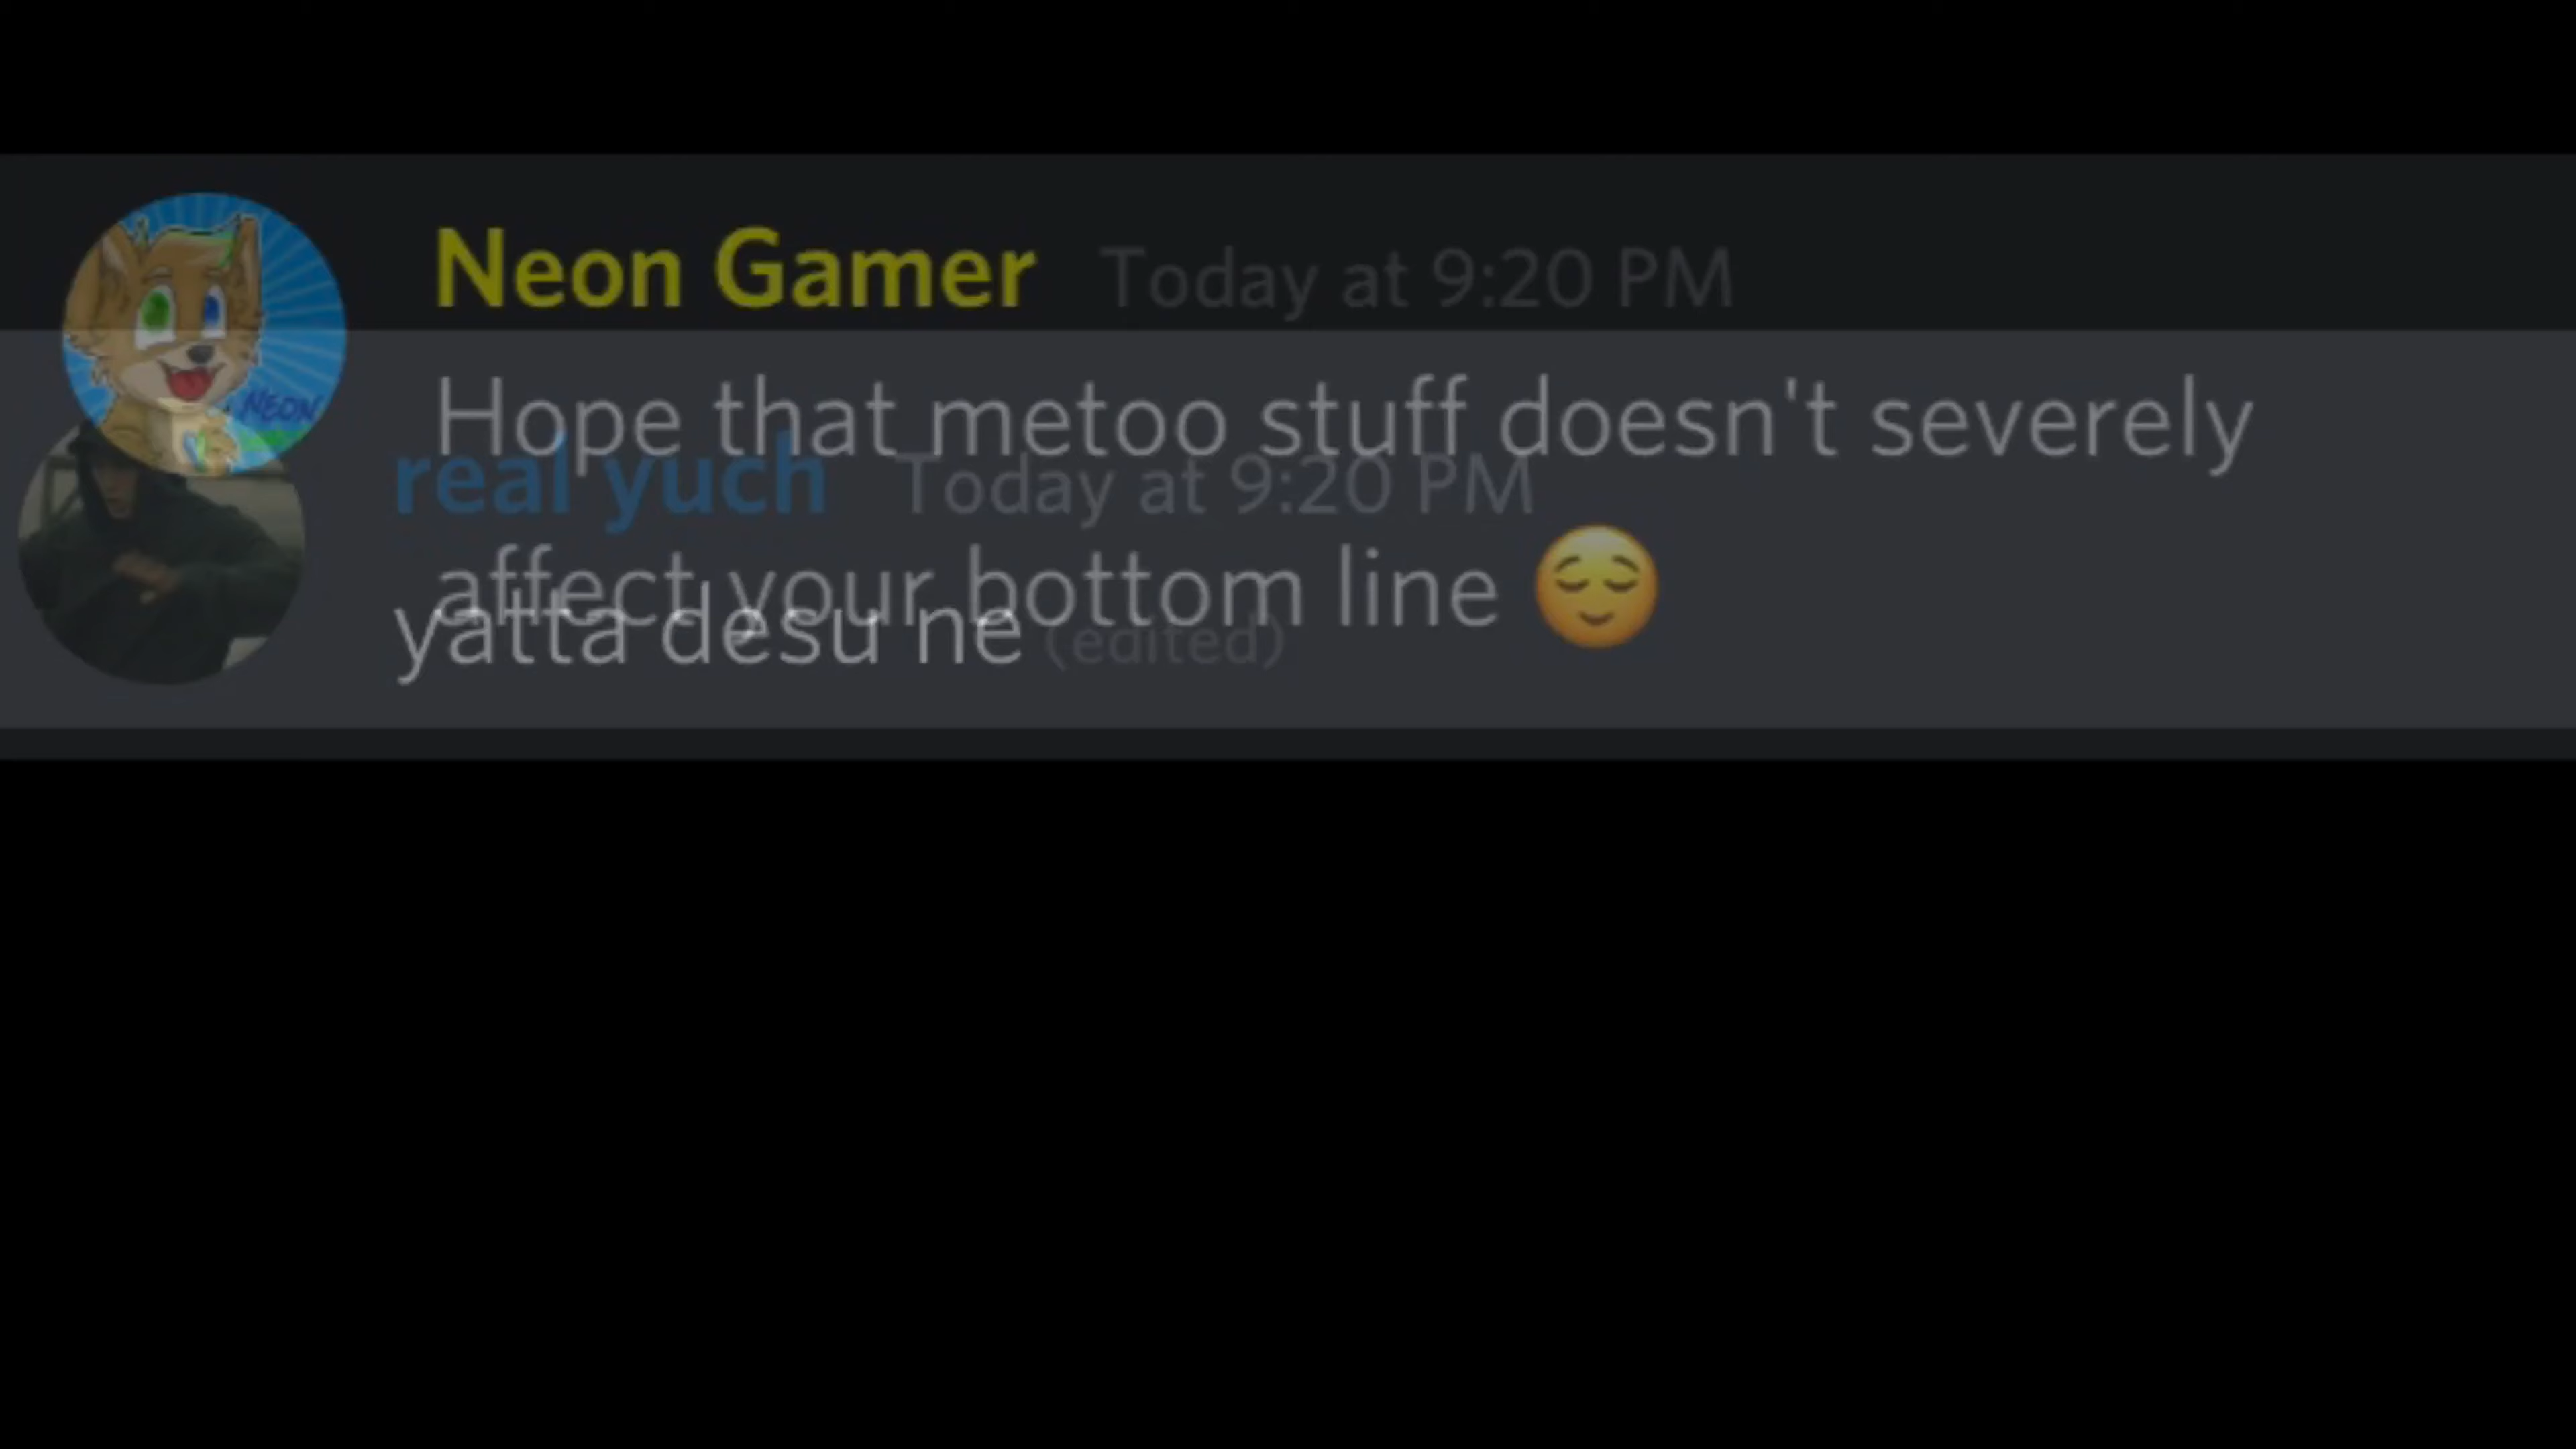 Neon Gamer Today at 9:20 PM
Hope that metoo stuff doesn't severely
affect your bottom line 😌
real yuch Today at 9:20 PM
yatta desu ne (edited)
NEON